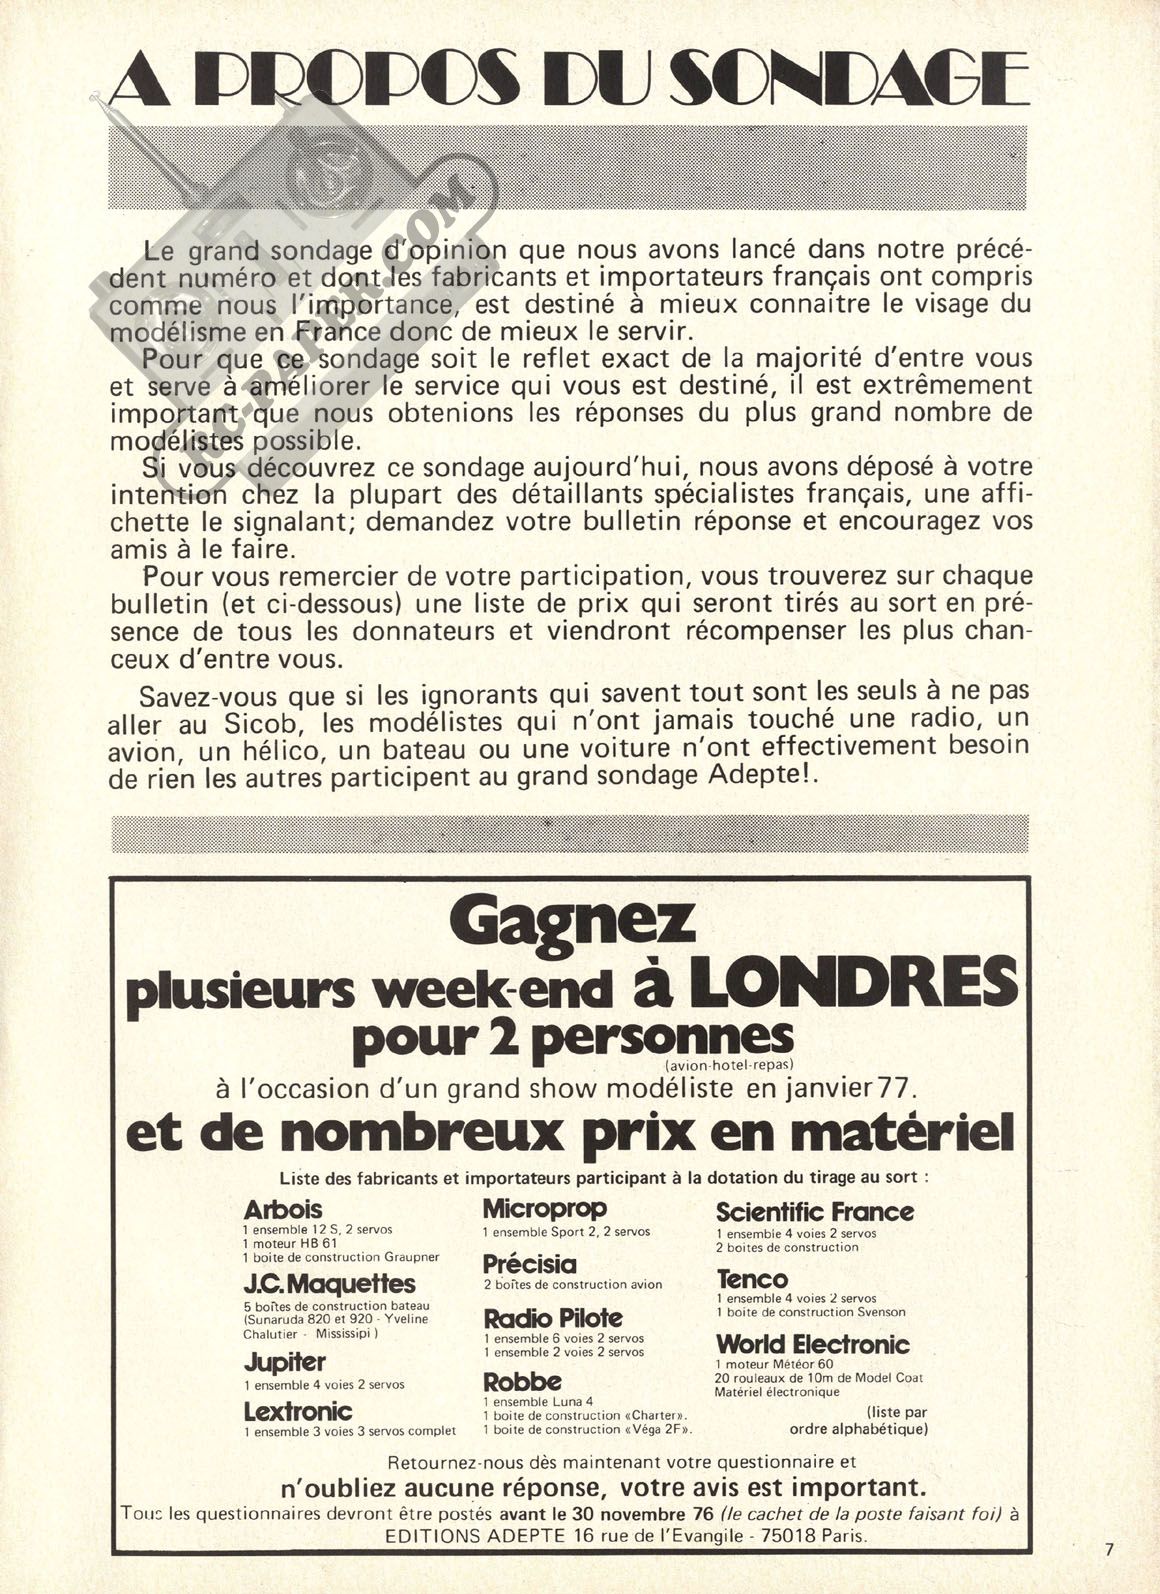 A PROPOS DU SONDAGE
RC-PAPER.COM
Le grand sondage d'opinion que nous avons lancé dans notre précé-
dent numéro et dont les fabricants et importateurs français ont compris
comme nous l'importance, est destiné à mieux connaitre le visage du
modélisme en France donc de mieux le servir.
Pour que ce sondage soit le reflet exact de la majorité d'entre vous
et serve à améliorer le service qui vous est destiné, il est extrêmement
important que nous obtenions les réponses du plus grand nombre de
modélistes possible.
Si vous découvrez ce sondage aujourd'hui, nous avons déposé à votre
intention chez la plupart des détaillants spécialistes français, une affi-
chette le signalant; demandez votre bulletin réponse et encouragez vos
amis à le faire.
Pour vous remercier de votre participation, vous trouverez sur chaque
bulletin (et ci-dessous) une liste de prix qui seront tirés au sort en pré-
sence de tous les donnateurs et viendront récompenser les plus chan-
ceux d'entre vous.
Savez-vous que si les ignorants qui savent tout sont les seuls à ne pas
aller au Sicob, les modélistes qui n'ont jamais touché une radio, un
avion, un hélico, un bateau ou une voiture n'ont effectivement besoin
de rien les autres participent au grand sondage Adepte!.
Gagnez
plusieurs week-end à LONDRES
pour 2 personnes
(avion-hotel-repas)
à l'occasion d'un grand show modéliste en janvier 77.
et de nombreux prix en matériel
Liste des fabricants et importateurs participant à la dotation du tirage au sort :
Arbois
1 ensemble 12 S, 2 servos
1 moteur HB 61
1 boite de construction Graupner
J.C. Maquettes
5 boîtes de construction bateau
(Sunaruda 820 et 920 - Yveline
Chalutier - Mississipi )
Jupiter
1 ensemble 4 voies 2 servos
Lextronic
1 ensemble 3 voies 3 servos complet
Microprop
1 ensemble Sport 2, 2 servos
Précisia
2 boîtes de construction avion
Radio Pilote
1 ensemble 6 voies 2 servos
1 ensemble 2 voies 2 servos
Robbe
1 ensemble Luna 4
1 boite de construction «Charter».
1 boite de construction «Véga 2F».
Scientific France
1 ensemble 4 voies 2 servos
2 boites de construction
Tenco
1 ensemble 4 voies 2 servos
1 boite de construction Svenson
World Electronic
1 moteur Météor 60
20 rouleaux de 10m de Model Coat
Matériel électronique
(liste par
ordre alphabétique)
Retournez-nous dès maintenant votre questionnaire et
n'oubliez aucune réponse, votre avis est important.
Tous les questionnaires devront être postés avant le 30 novembre 76 (le cachet de la poste faisant foi) à
EDITIONS ADEPTE 16 rue de l'Evangile - 75018 Paris.
7